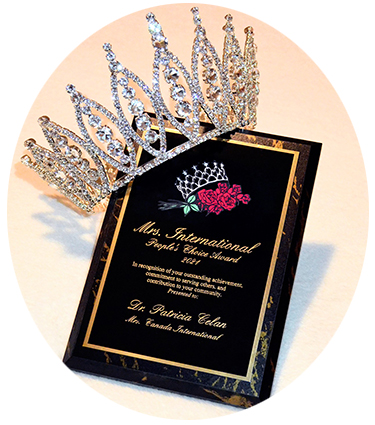 Mrs. International
People's Choice Award
2021
In recognition of your outstanding achievement,
commitment to serving others, and
contribution to your community.
Presented to:
Dr. Patricia Celan
Mrs. Canada International